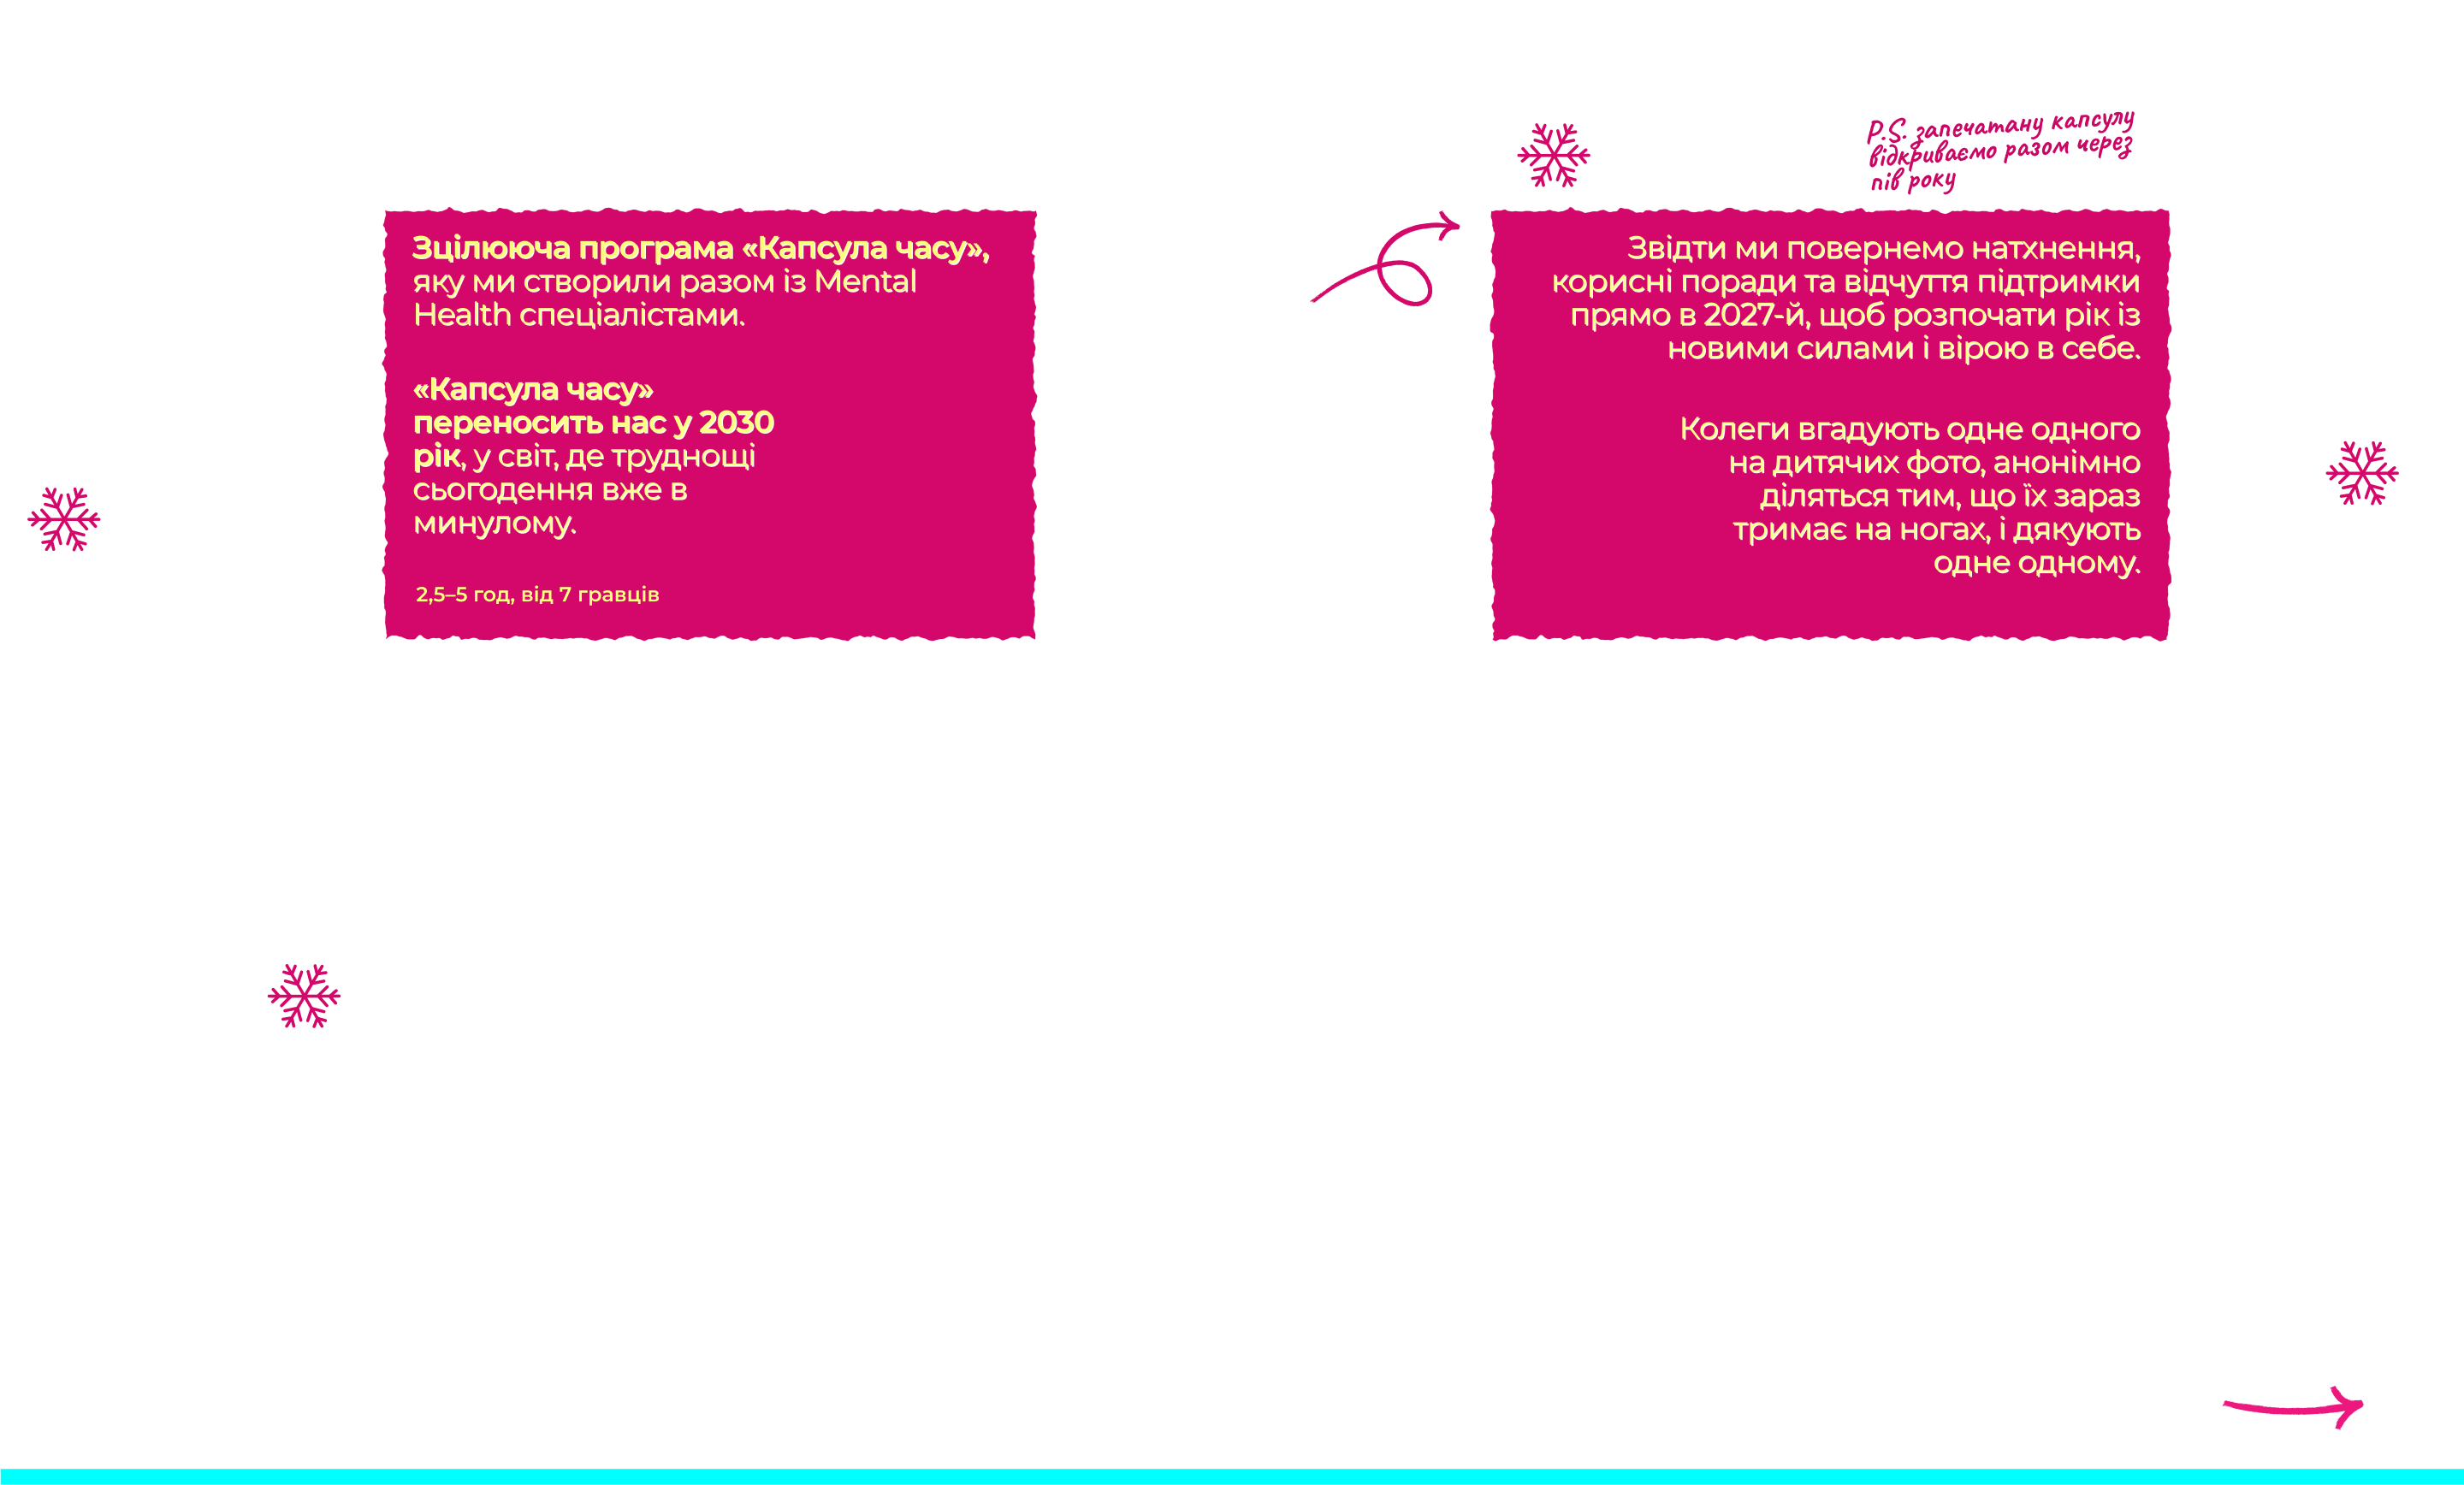 Зцілююча програма «Капсула часу»,
яку ми створили разом із Mental
Health спеціалістами.
«Капсула часу»
переносить нас у 2030
рік, у світ, де труднощі
сьогодення вже в
минулому.
2,5–5 год, від 7 гравців
P.S. запечатану капсулу
відкриваємо разом через
пів року
Звідти ми повернемо натхнення,
корисні поради та відчуття підтримки
прямо в 2027-й, щоб розпочати рік із
новими силами і вірою в себе.
Колеги вгадують одне одного
на дитячих фото, анонімно
діляться тим, що їх зараз
тримає на ногах, і дякують
одне одному.